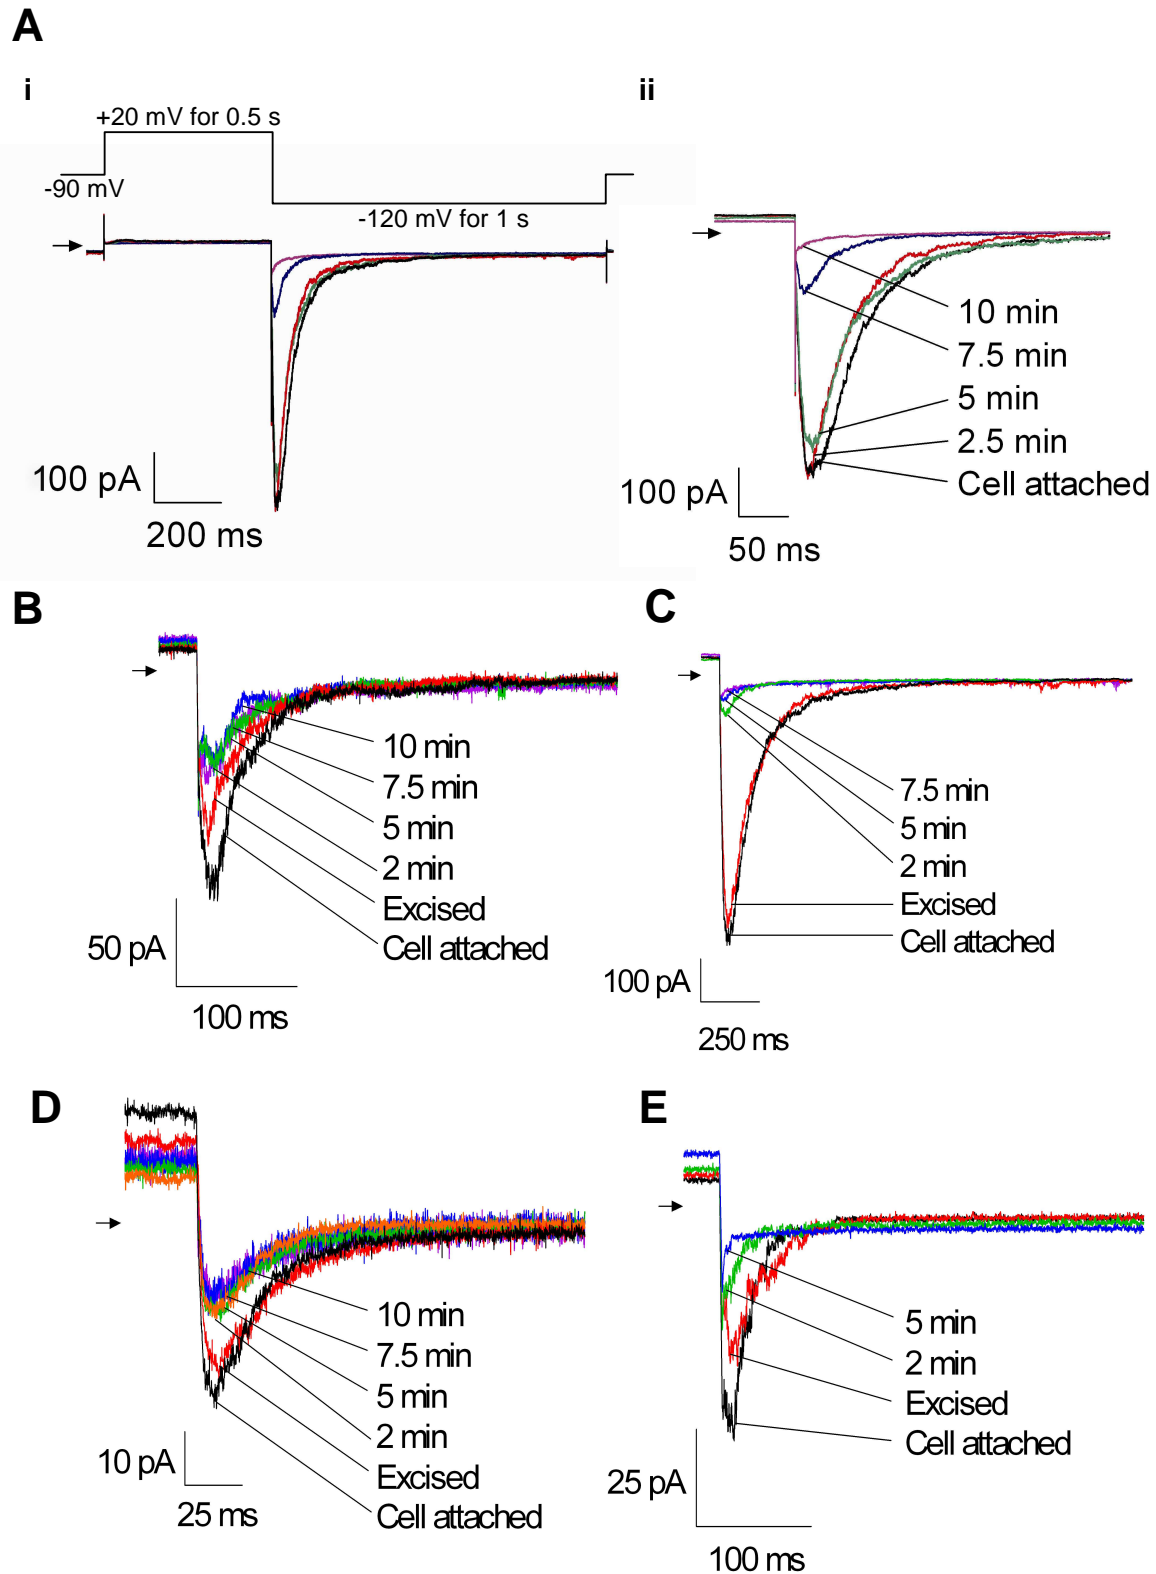 A
i
ii
+20 mV for 0.5 s
-90 mV
-120 mV for 1 s
100 pA
200 ms
10 min
7.5 min
5 min
2.5 min
Cell attached
100 pA
50 ms
B
10 min
7.5 min
5 min
2 min
Excised
Cell attached
50 pA
100 ms
C
7.5 min
5 min
2 min
Excised
Cell attached
100 pA
250 ms
D
10 min
7.5 min
5 min
2 min
Excised
Cell attached
10 pA
25 ms
E
5 min
2 min
Excised
Cell attached
25 pA
100 ms